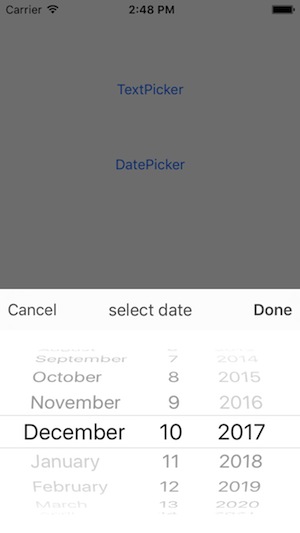 Carrier 2:48 PM
TextPicker
DatePicker
Cancel select date Done
September 7 2014
October 8 2015
November 9 2016
December 10 2017
January 11 2018
February 12 2019
March 13 2020